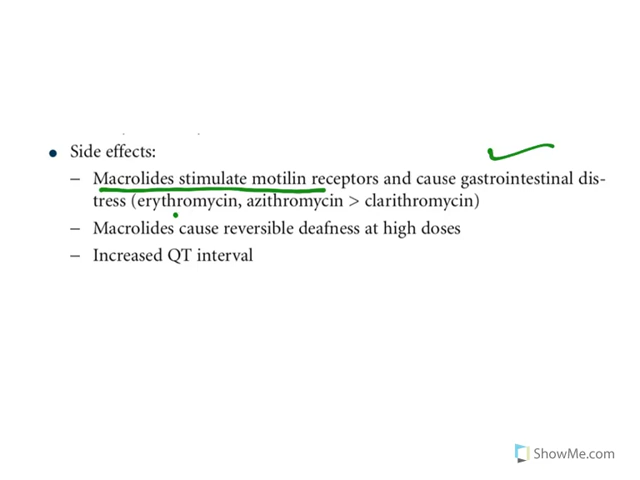 • Side effects:
– Macrolides stimulate motilin receptors and cause gastrointestinal dis-
tress (erythromycin, azithromycin > clarithromycin)
– Macrolides cause reversible deafness at high doses
– Increased QT interval
ShowMe.com